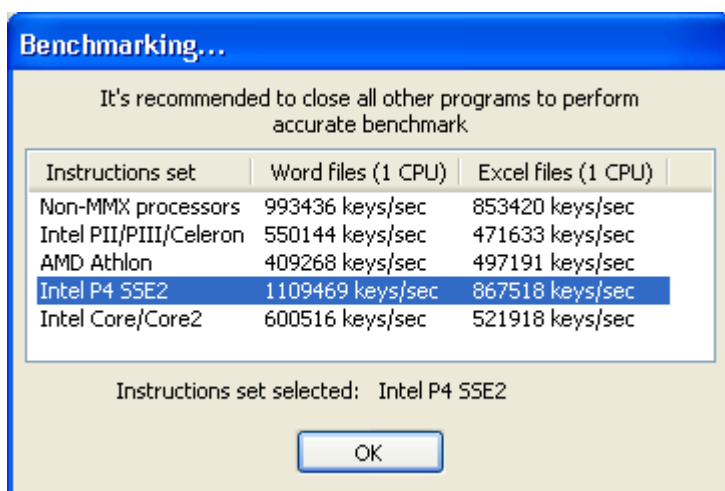 Benchmarking...
It's recommended to close all other programs to perform
accurate benchmark
Instructions set Word files (1 CPU) Excel files (1 CPU)
Non-MMX processors 993436 keys/sec 853420 keys/sec
Intel PII/PIII/Celeron 550144 keys/sec 471633 keys/sec
AMD Athlon 409268 keys/sec 497191 keys/sec
Intel P4 SSE2 1109469 keys/sec 867518 keys/sec
Intel Core/Core2 600516 keys/sec 521918 keys/sec
Instructions set selected: Intel P4 SSE2
OK